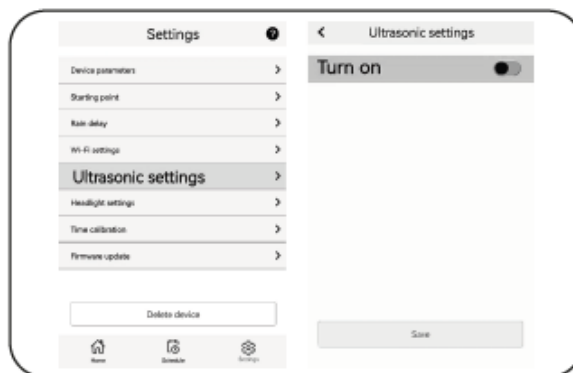 Settings ?
Device parameters
Starting point
Rain delay
Wi-Fi settings
Ultrasonic settings
Headlight settings
Time calibration
Firmware update
Delete device
Home Schedule Settings
Ultrasonic settings
Turn on
Save